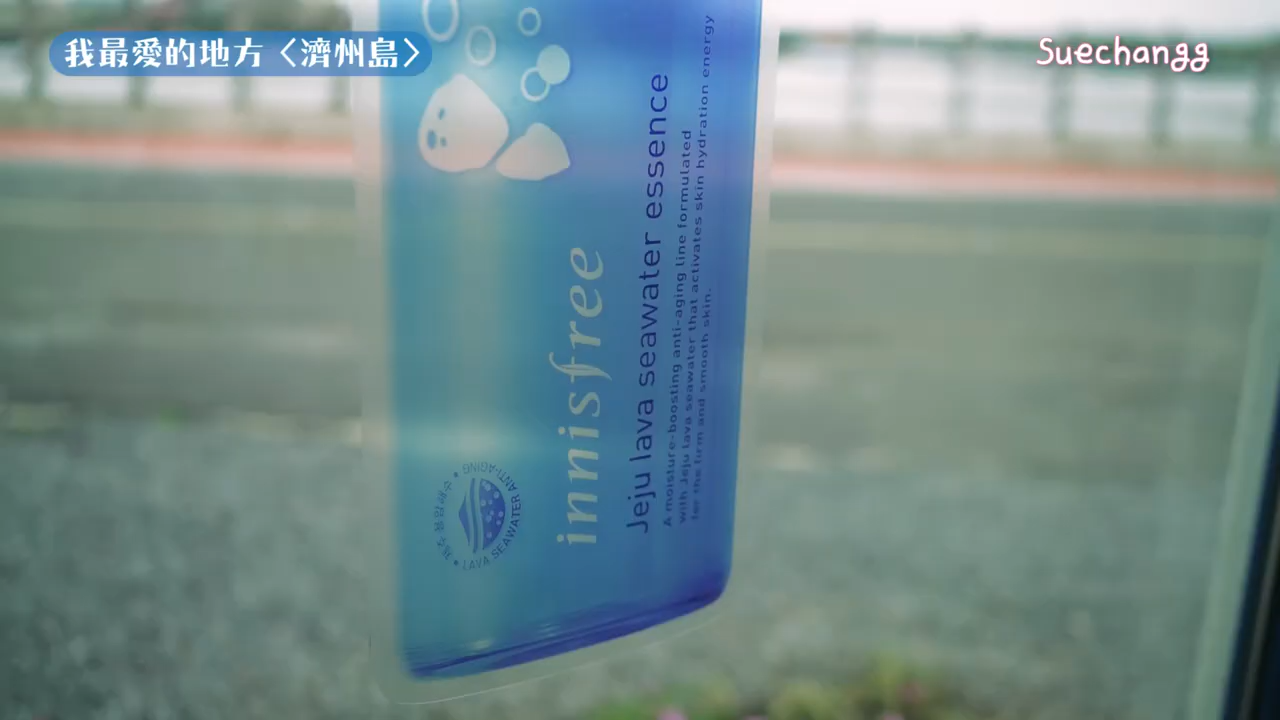 我最愛的地方〈濟州島〉
Suechangg
innisfree
Jeju lava seawater essence
A moisture-boosting anti-aging line formulated
with Jeju lava seawater that activates skin hydration energy
for the firm and smooth skin.
LAVA SEAWATER ANTI-AGING